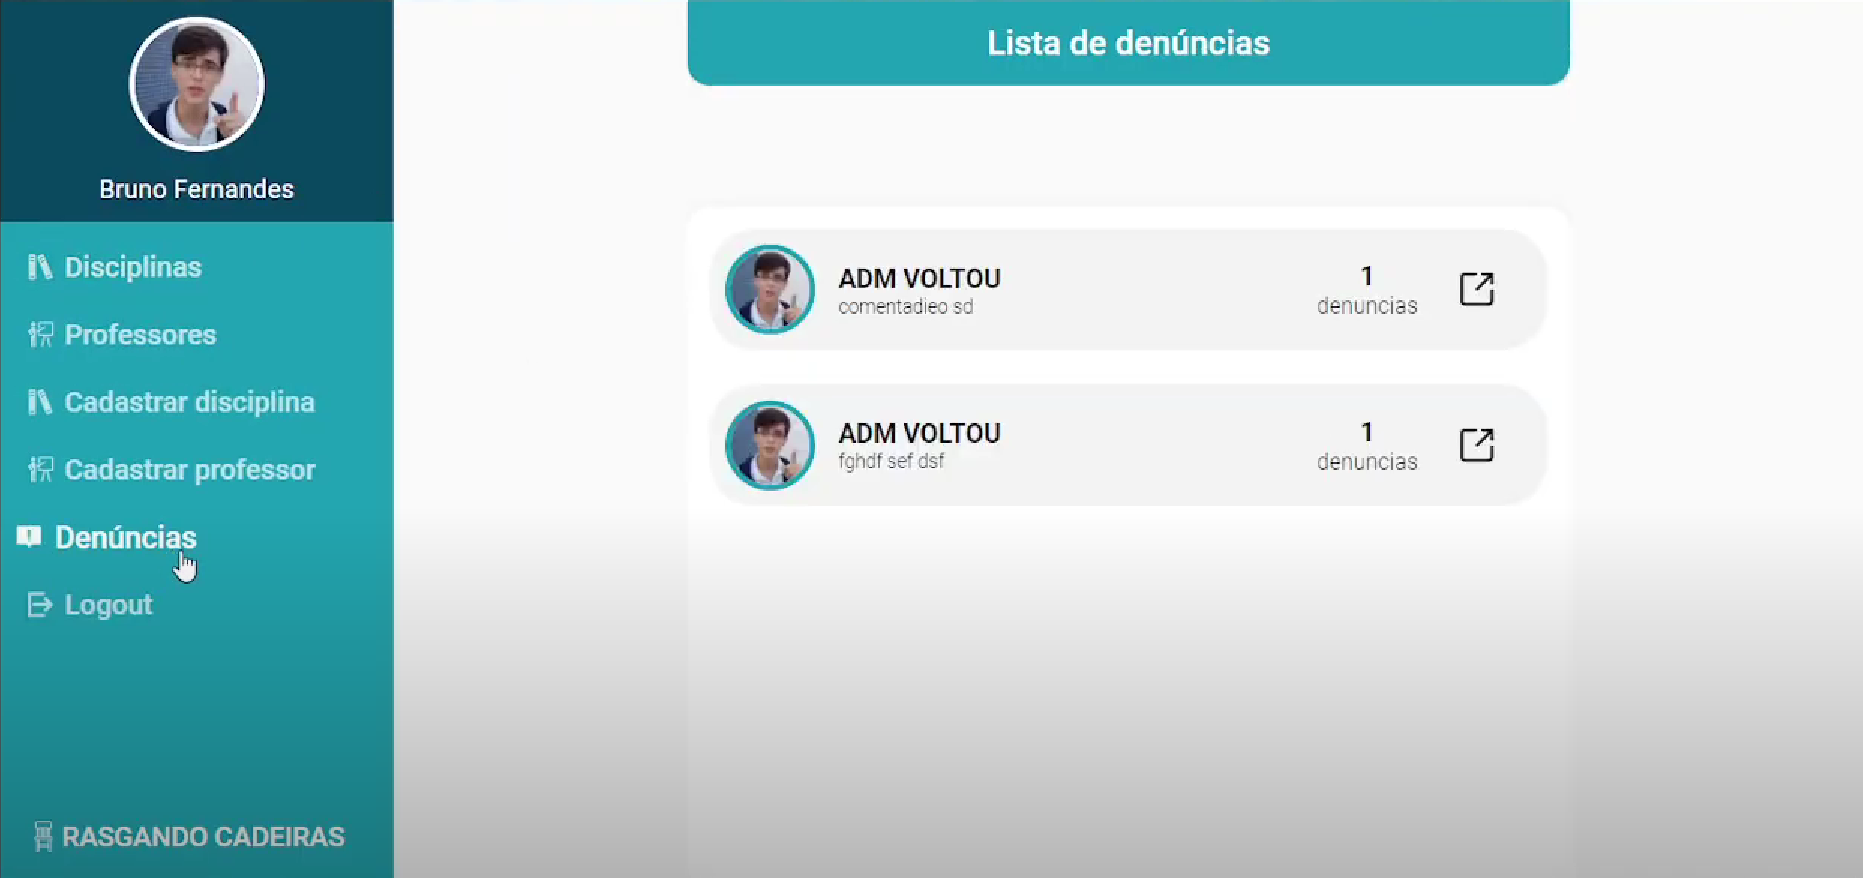 Bruno Fernandes
Disciplinas
Professores
Cadastrar disciplina
Cadastrar professor
Denúncias
Logout
RASGANDO CADEIRAS
Lista de denúncias
ADM VOLTOU
comentadieo sd
1
denuncias
ADM VOLTOU
fghdf sef dsf
1
denuncias